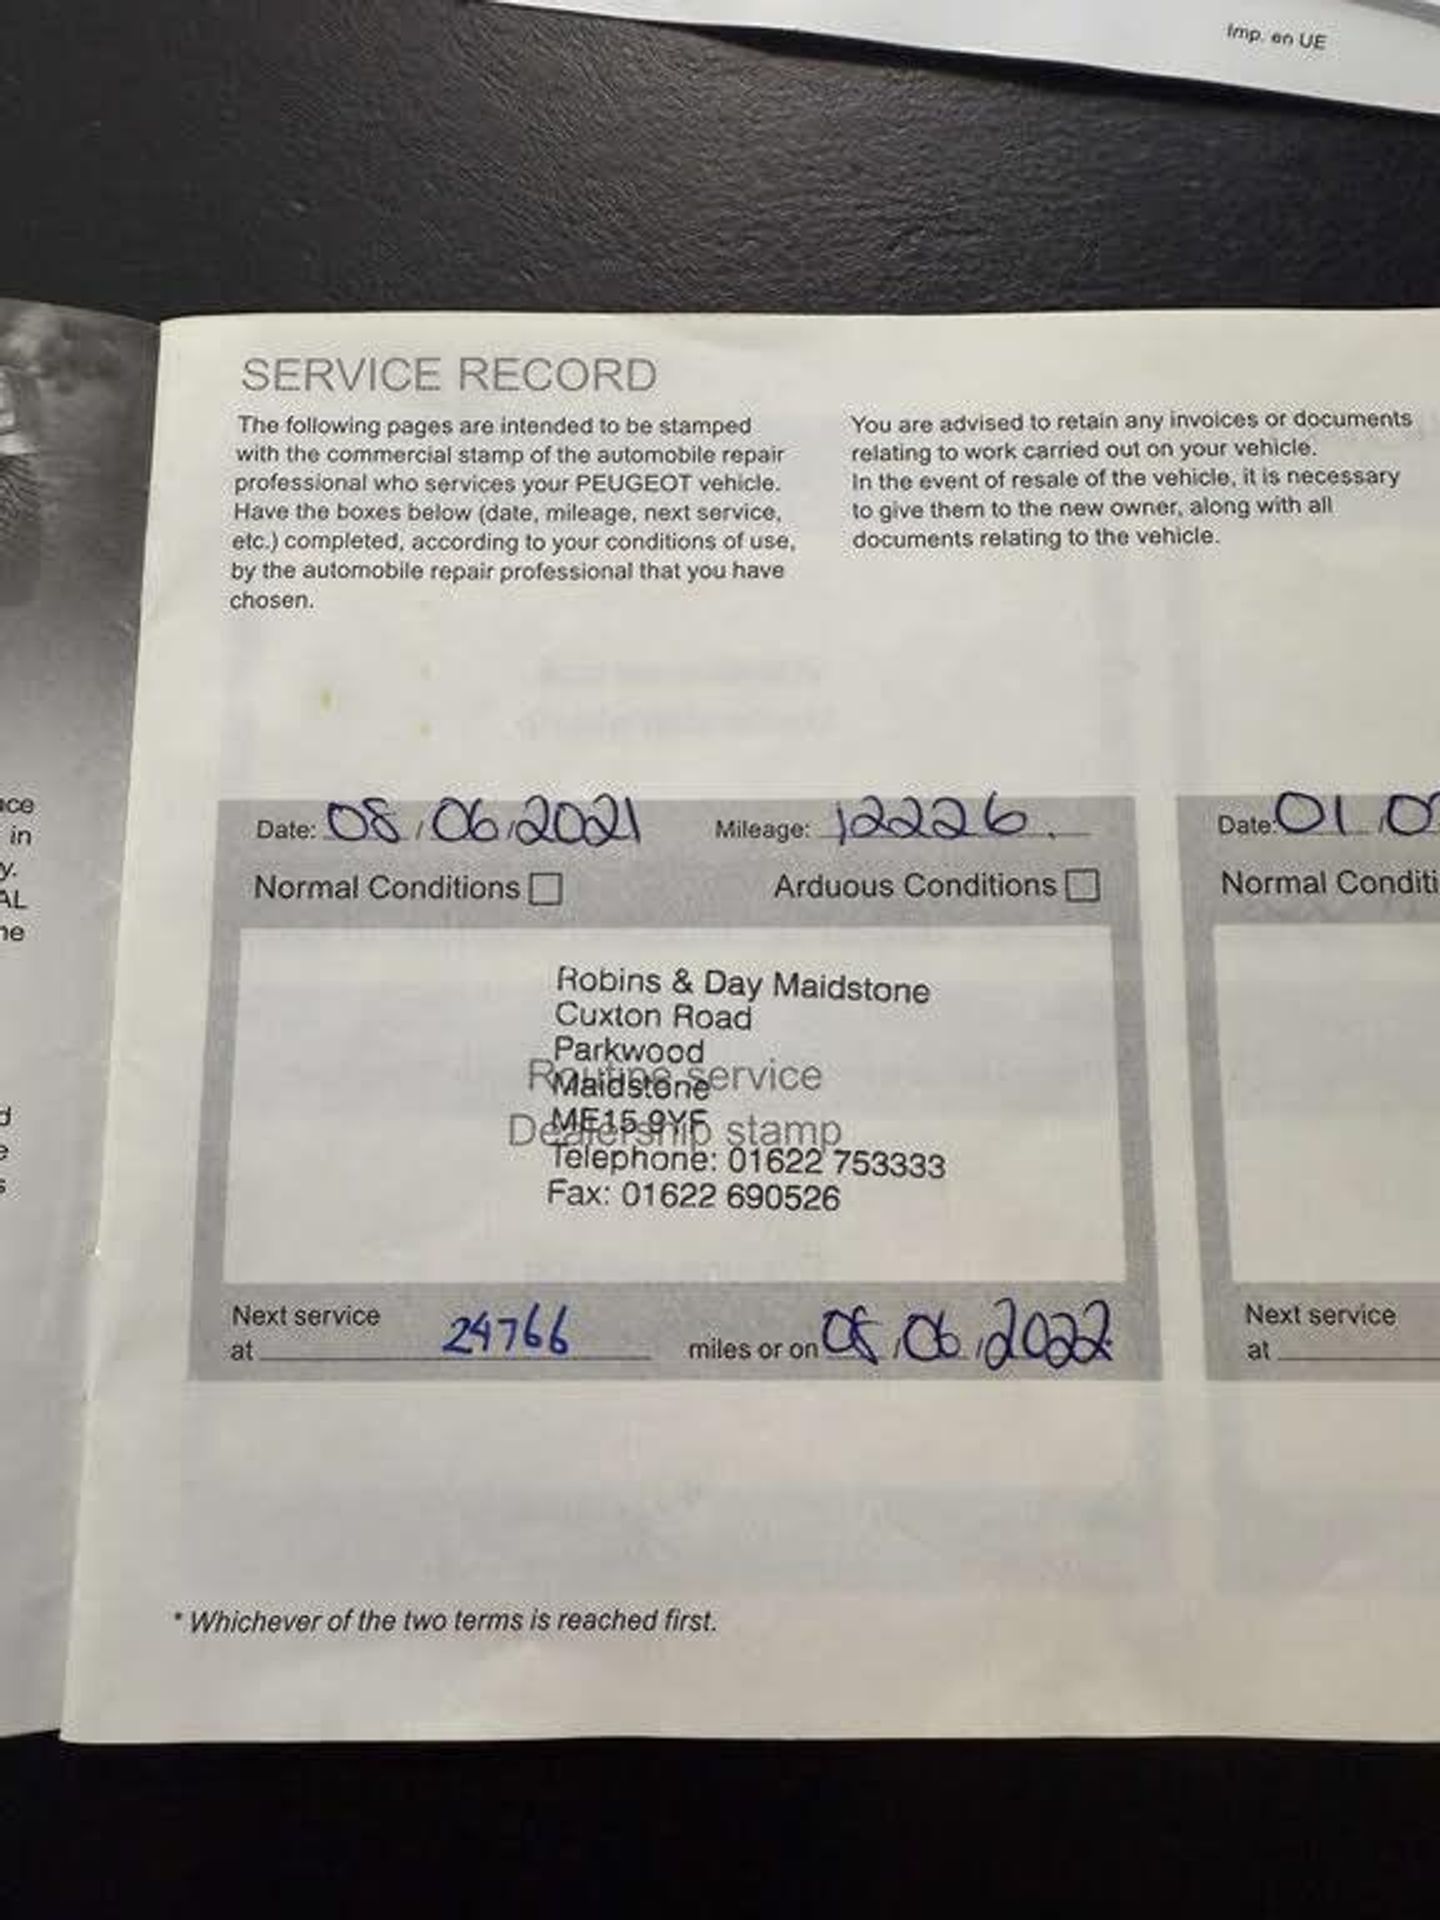 Imp. en UE
SERVICE RECORD
The following pages are intended to be stamped
with the commercial stamp of the automobile repair
professional who services your PEUGEOT vehicle.
Have the boxes below (date, mileage, next service,
etc.) completed, according to your conditions of use,
by the automobile repair professional that you have
chosen.
You are advised to retain any invoices or documents
relating to work carried out on your vehicle.
In the event of resale of the vehicle, it is necessary
to give them to the new owner, along with all
documents relating to the vehicle.
in
Date: 08/06/2021 Mileage: 12226.
Normal Conditions Arduous Conditions
Robins & Day Maidstone
Cuxton Road
Parkwood
Routine service
Maidstone
ME15 9YF
Dealership stamp
Telephone: 01622 753333
Fax: 01622 690526
Next service
at 24766 miles or on 08/06/2022
* Whichever of the two terms is reached first.
Date: 01
Normal
Next service
at